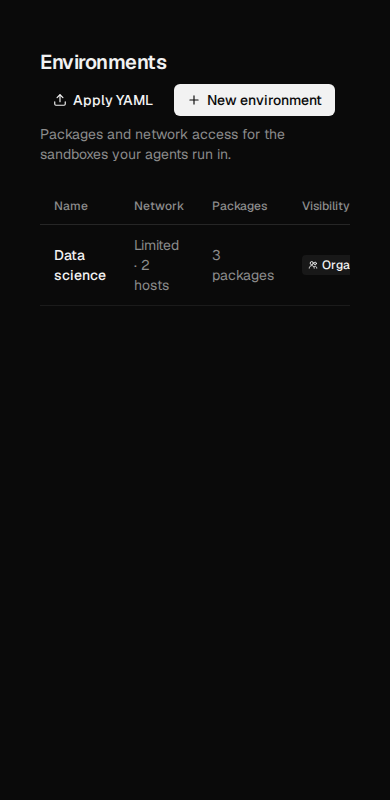 Environments
Apply YAML
New environment
Packages and network access for the
sandboxes your agents run in.
Name Network Packages Visibility
Data
science
Limited
· 2
hosts
3
packages
Orga